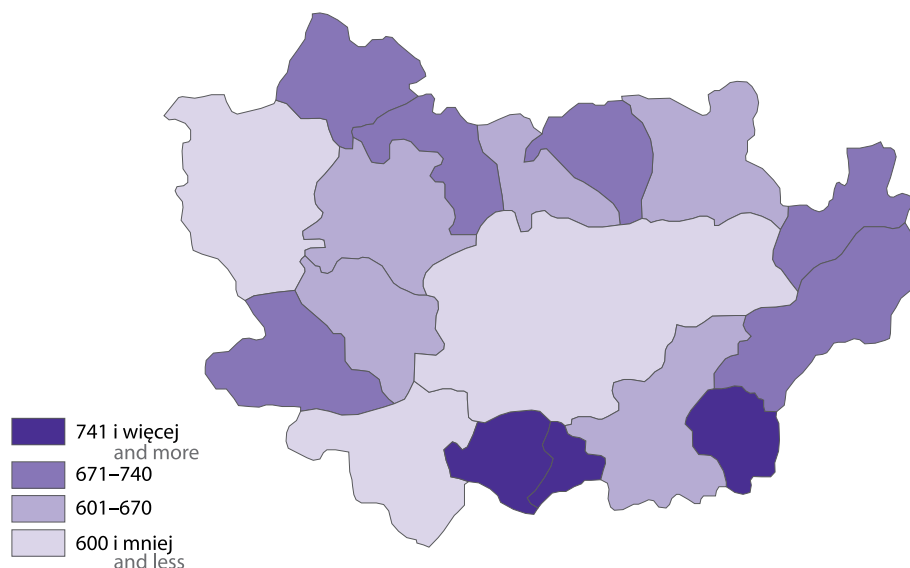 741 i więcej
and more
671–740
601–670
600 i mniej
and less